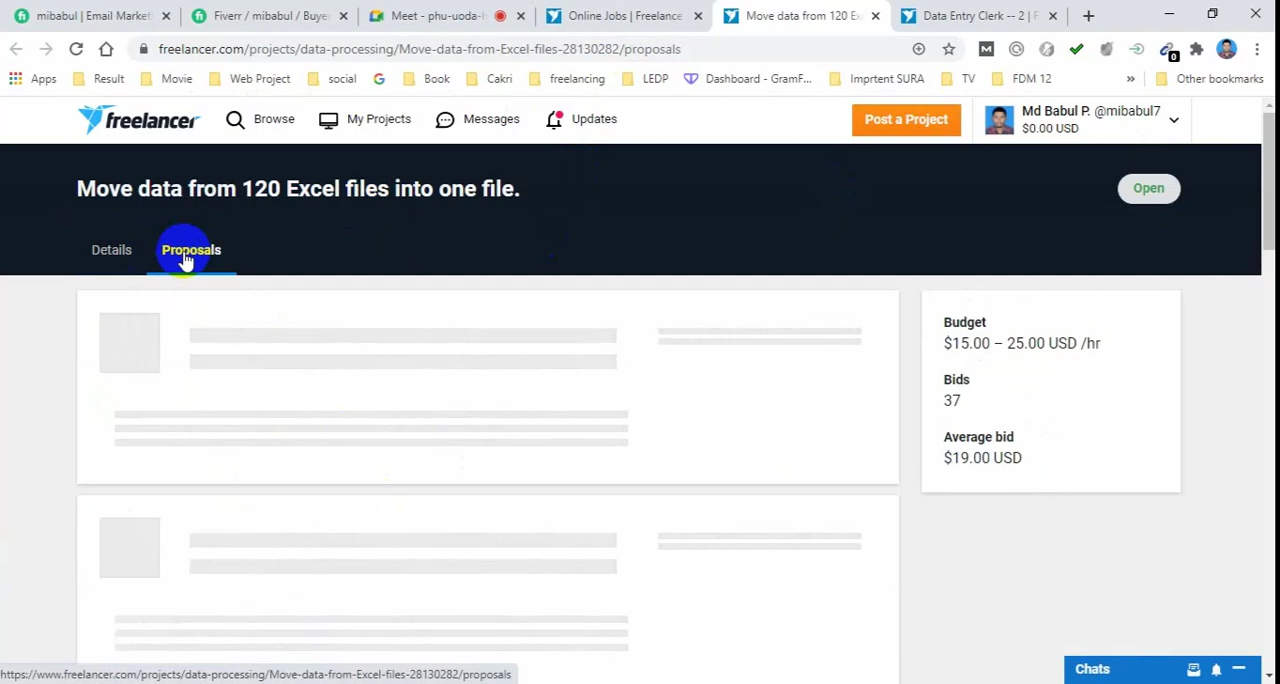 mibabul | Email Market
Fiverr / mibabul / Buye
Meet - phu-uoda-
Online Jobs | Freelance
Move data from 120 Ex
Data Entry Clerk -- 2 | F
freelancer.com/projects/data-processing/Move-data-from-Excel-files-28130282/proposals
0
Apps
Result
Movie
Web Project
social
Book
Cakri
freelancing
LEDP
Dashboard - GramF...
Imprtent SURA
TV
FDM 12
»
Other bookmarks
freelancer
Browse
My Projects
Messages
Updates
Post a Project
Md Babul P. @mibabul7
$0.00 USD
Move data from 120 Excel files into one file.
Open
Details
Proposals
Budget
$15.00 – 25.00 USD /hr
Bids
37
Average bid
$19.00 USD
https://www.freelancer.com/projects/data-processing/Move-data-from-Excel-files-28130282/proposals
Chats